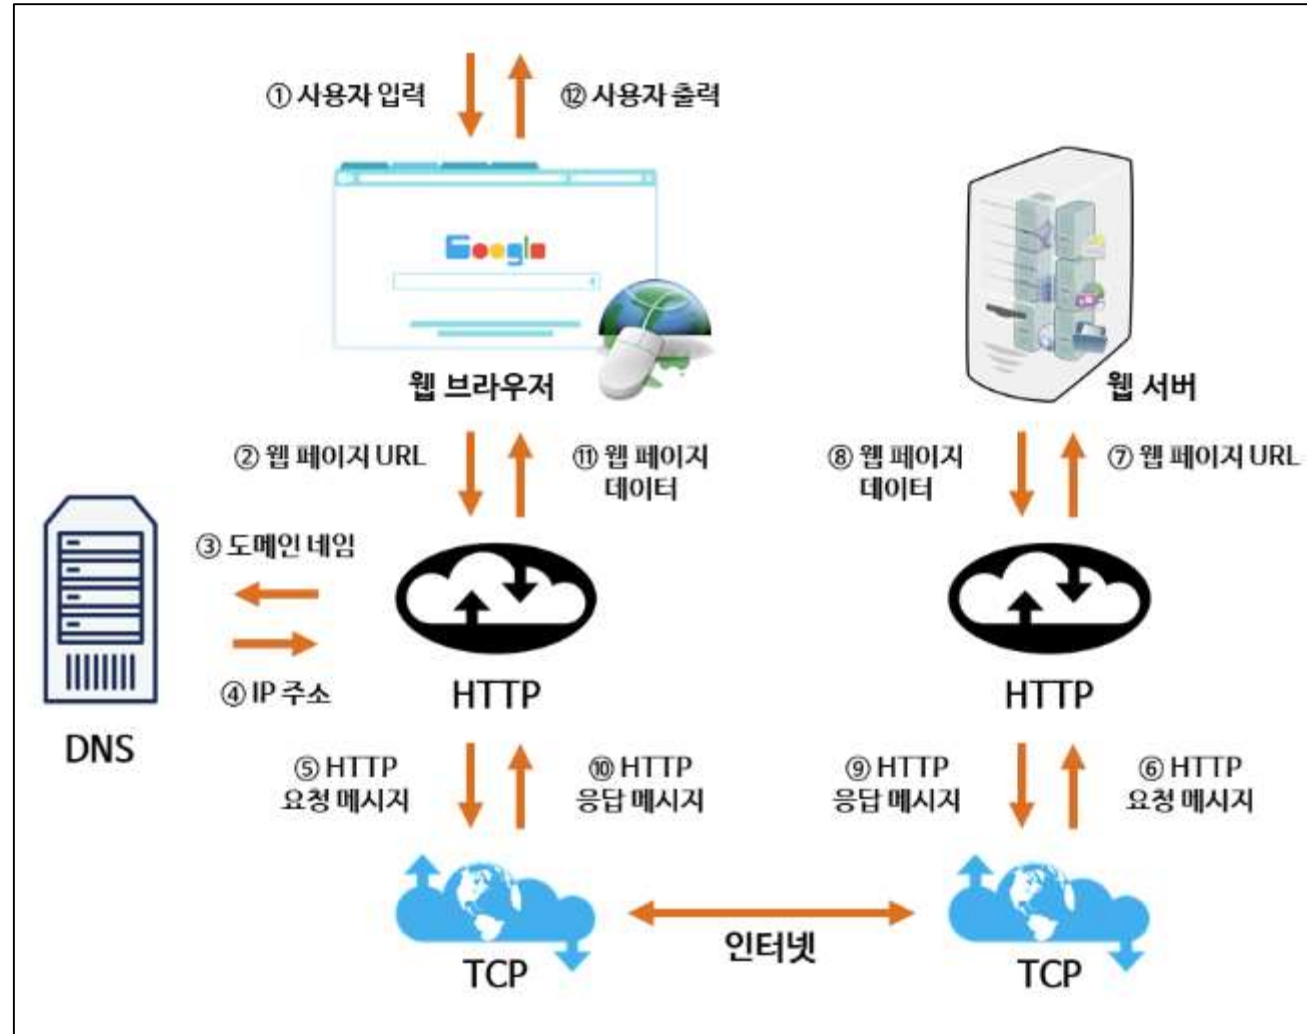 ① 사용자 입력
⑫ 사용자 출력
Google
웹 브라우저
웹 서버
② 웹 페이지 URL
⑪ 웹 페이지
데이터
⑧ 웹 페이지
데이터
⑦ 웹 페이지 URL
③ 도메인 네임
④ IP 주소
DNS
HTTP
HTTP
⑤ HTTP
요청 메시지
⑩ HTTP
응답 메시지
⑨ HTTP
응답 메시지
⑥ HTTP
요청 메시지
인터넷
TCP
TCP